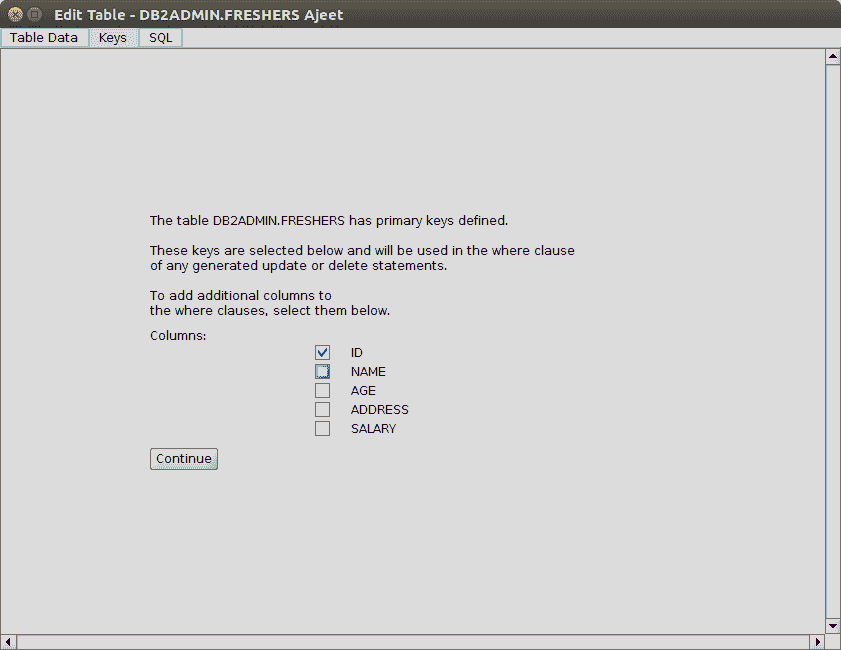 Edit Table - DB2ADMIN.FRESHERS Ajeet
Table Data Keys SQL
The table DB2ADMIN.FRESHERS has primary keys defined.
These keys are selected below and will be used in the where clause
of any generated update or delete statements.
To add additional columns to
the where clauses, select them below.
Columns:
ID
NAME
AGE
ADDRESS
SALARY
Continue